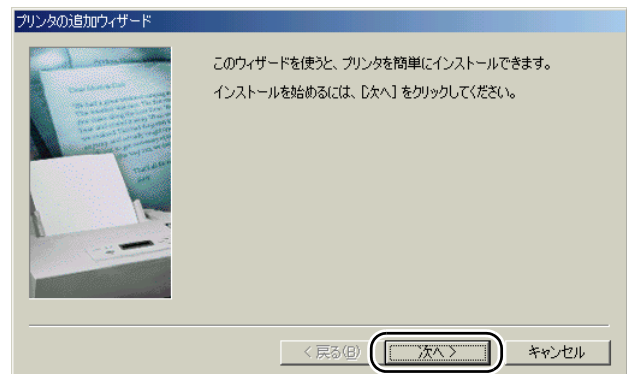 プリンタの追加ウィザード
このウィザードを使うと、プリンタを簡単にインストールできます。
インストールを始めるには、[次へ] をクリックしてください。
< 戻る(B)
次へ >
キャンセル